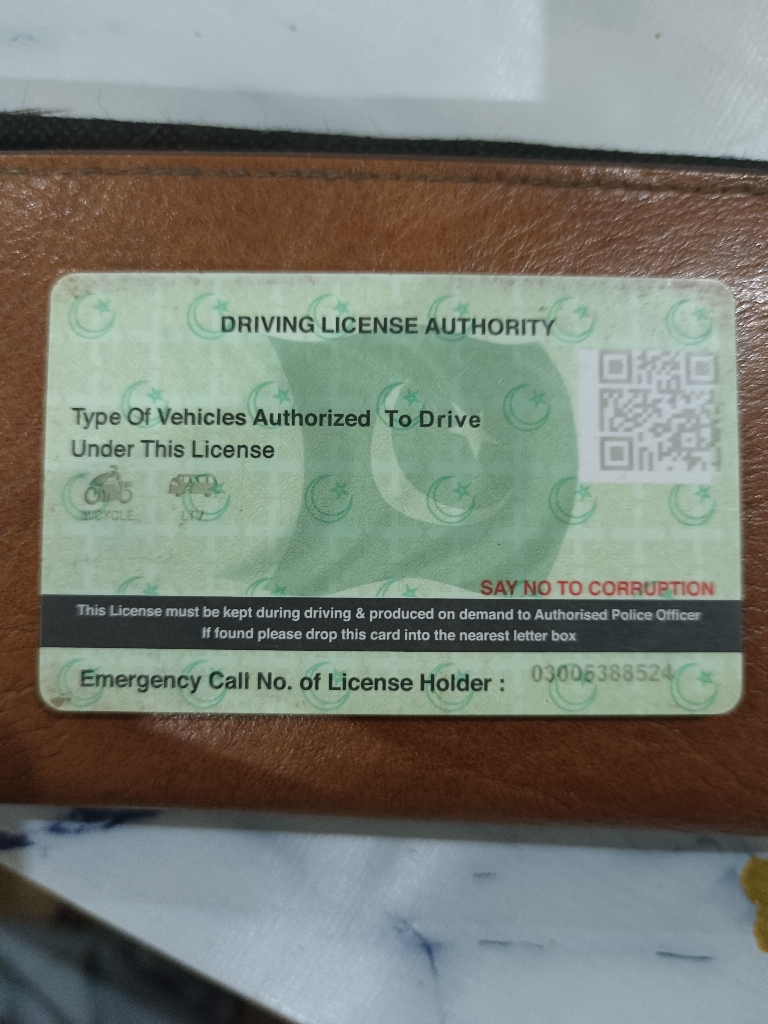 DRIVING LICENSE AUTHORITY
Type Of Vehicles Authorized To Drive
Under This License
M.CYCLE LTV
SAY NO TO CORRUPTION
This License must be kept during driving & produced on demand to Authorised Police Officer
If found please drop this card into the nearest letter box
Emergency Call No. of License Holder : 03005388524